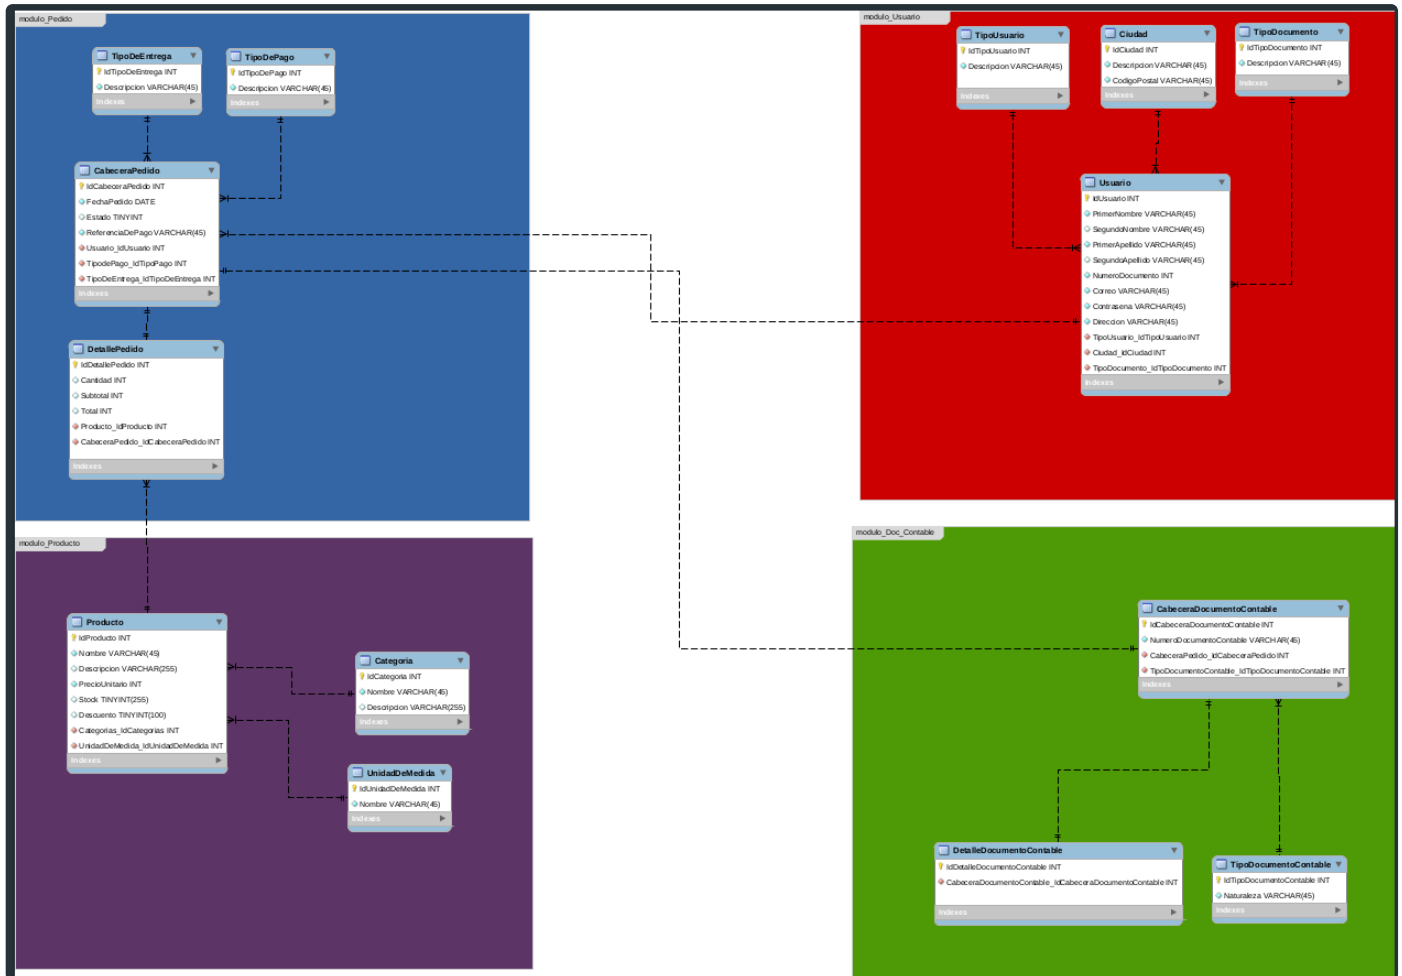 modulo_Pedido
TipoDeEntrega
IdTipoDeEntrega INT
Descripcion VARCHAR(45)
Indexes
TipoDePago
IdTipoDePago INT
Descripcion VARCHAR(45)
Indexes
CabeceraPedido
IdCabeceraPedido INT
FechaPedido DATE
Estado TINYINT
ReferenciaDePago VARCHAR(45)
Usuario_IdUsuario INT
TipodePago_IdTipoPago INT
TipoDeEntrega_IdTipoDeEntrega INT
Indexes
DetallePedido
IdDetallePedido INT
Cantidad INT
Subtotal INT
Total INT
Producto_IdProducto INT
CabeceraPedido_IdCabeceraPedido INT
Indexes
modulo_Usuario
TipoUsuario
IdTipoUsuario INT
Descripcion VARCHAR(45)
Indexes
Ciudad
IdCiudad INT
Descripcion VARCHAR(45)
CodigoPostal VARCHAR(45)
Indexes
TipoDocumento
IdTipoDocumento INT
Descripcion VARCHAR(45)
Indexes
Usuario
IdUsuario INT
PrimerNombre VARCHAR(45)
SegundoNombre VARCHAR(45)
PrimerApellido VARCHAR(45)
SegundoApellido VARCHAR(45)
NumeroDocumento INT
Correo VARCHAR(45)
Contrasena VARCHAR(45)
Direccion VARCHAR(45)
TipoUsuario_IdTipoUsuario INT
Ciudad_IdCiudad INT
TipoDocumento_IdTipoDocumento INT
Indexes
modulo_Producto
Producto
IdProducto INT
Nombre VARCHAR(45)
Descripcion VARCHAR(255)
PrecioUnitario INT
Stock TINYINT(255)
Descuento TINYINT(100)
Categorias_IdCategorias INT
UnidadDeMedida_IdUnidadDeMedida INT
Indexes
Categoria
IdCategoria INT
Nombre VARCHAR(45)
Descripcion VARCHAR(255)
Indexes
UnidadDeMedida
IdUnidadDeMedida INT
Nombre VARCHAR(45)
Indexes
modulo_Doc_Contable
CabeceraDocumentoContable
IdCabeceraDocumentoContable INT
NumeroDocumentoContable VARCHAR(45)
CabeceraPedido_IdCabeceraPedido INT
TipoDocumentoContable_IdTipoDocumentoContable INT
Indexes
DetalleDocumentoContable
IdDetalleDocumentoContable INT
CabeceraDocumentoContable_IdCabeceraDocumentoContable INT
Indexes
TipoDocumentoContable
IdTipoDocumentoContable INT
Naturaleza VARCHAR(45)
Indexes